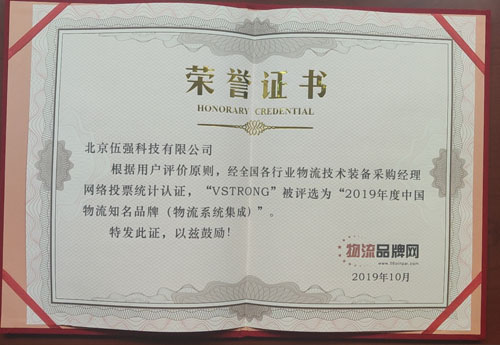 荣誉证书
HONORARY CREDENTIAL
北京伍强科技有限公司
根据用户评价原则，经全国各行业物流技术装备采购经理
网络投票统计认证，“VSTRONG”被评选为“2019年度中国
物流知名品牌（物流系统集成）”。
特发此证，以兹鼓励！
物流品牌网
2019年10月